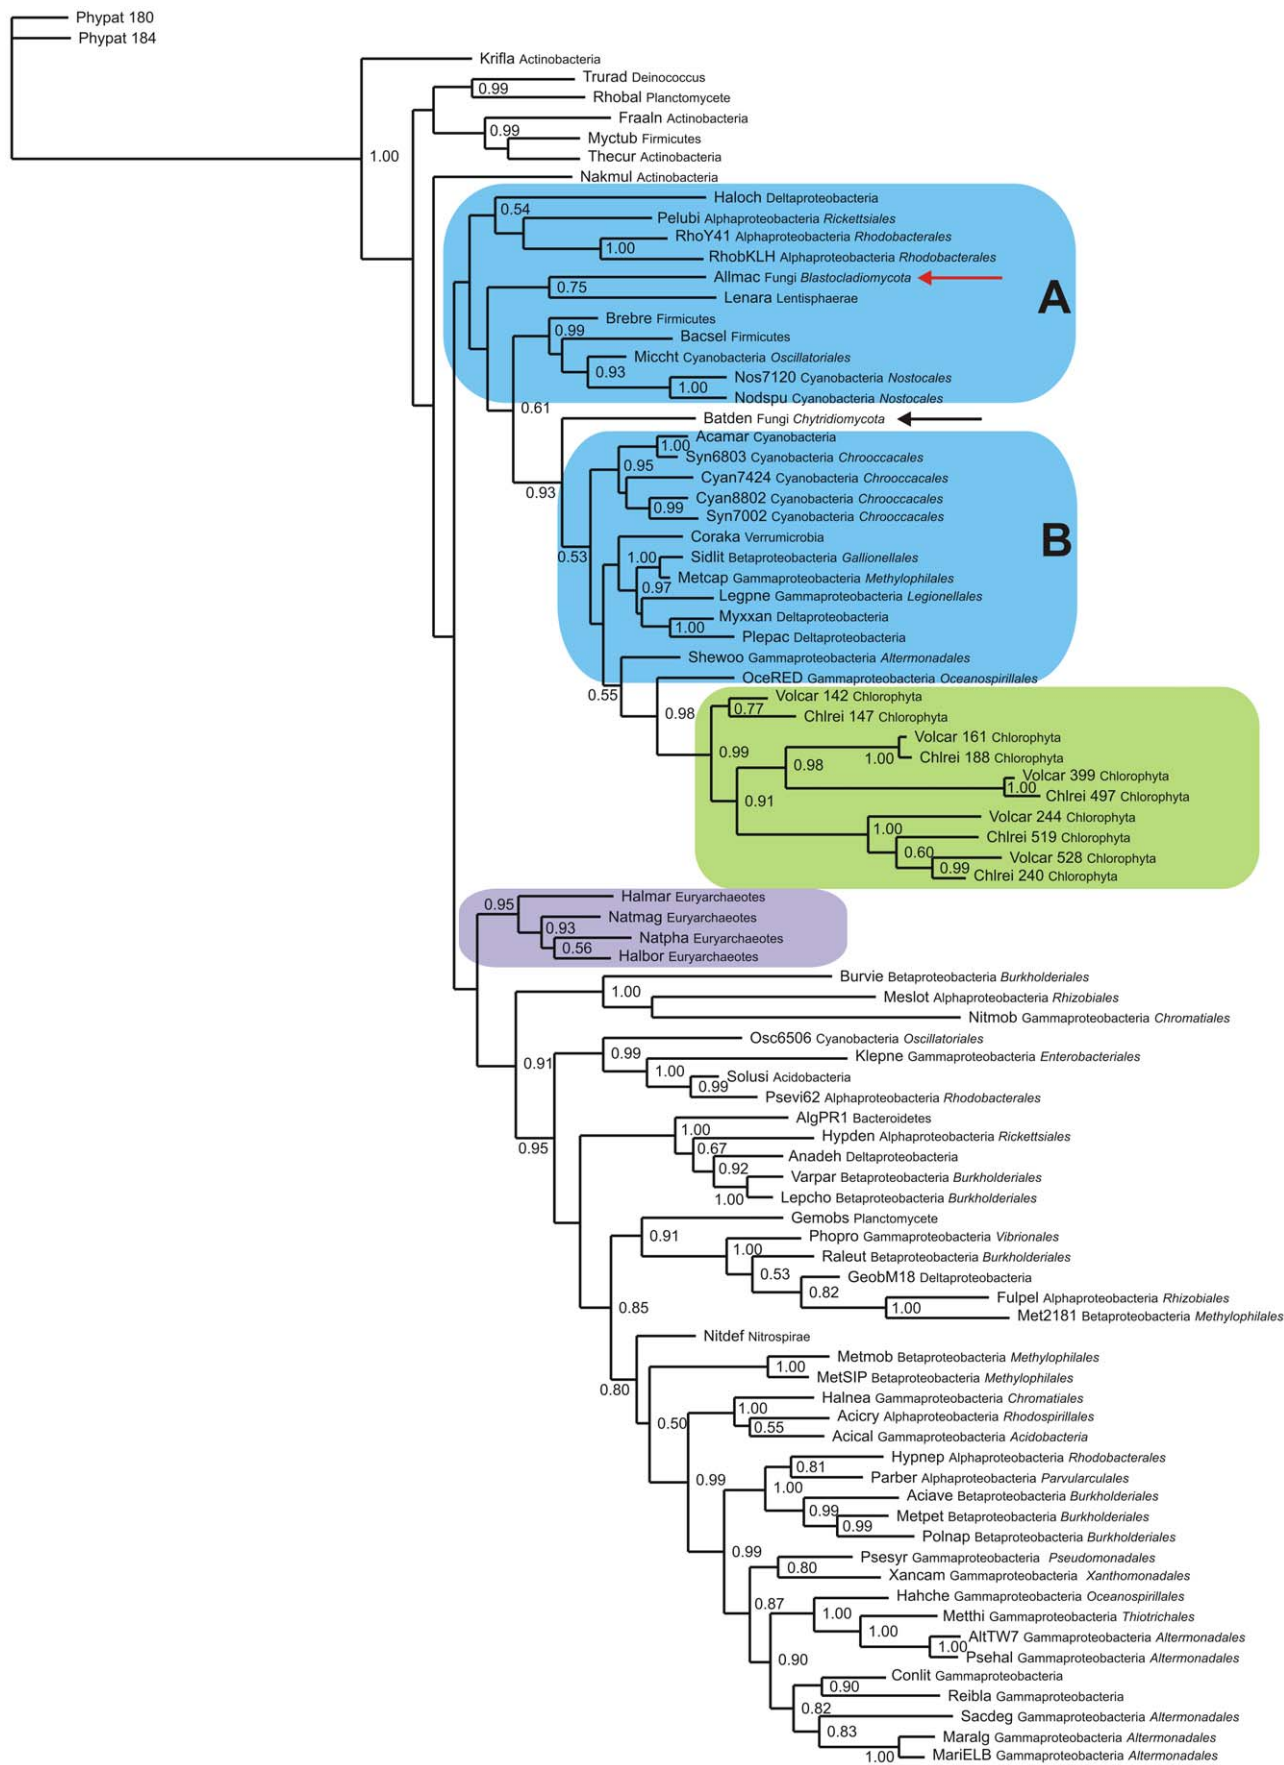 Phypat 180
Phypat 184
Krifla Actinobacteria
Trurad Deinococcus
0.99
Rhobal Planctomycete
Fraaln Actinobacteria
0.99
Myctub Firmicutes
1.00
Thecur Actinobacteria
Nakmul Actinobacteria
Haloch Deltaproteobacteria
0.54
Pelubi Alphaproteobacteria Rickettsiales
RhoY41 Alphaproteobacteria Rhodobacterales
1.00
RhobKLH Alphaproteobacteria Rhodobacterales
Allmac Fungi Blastocladiomycota
0.75
A
Lenara Lentisphaerae
Brebre Firmicutes
0.99
Bacsel Firmicutes
Miccht Cyanobacteria Oscillatoriales
0.93
Nos7120 Cyanobacteria Nostocales
1.00
Nodspu Cyanobacteria Nostocales
0.61
Batden Fungi Chytridiomycota
Acamar Cyanobacteria
1.00
Syn6803 Cyanobacteria Chrooccacales
0.95
Cyan7424 Cyanobacteria Chrooccacales
0.93
Cyan8802 Cyanobacteria Chrooccacales
0.99
Syn7002 Cyanobacteria Chrooccacales
Coraka Verrumicrobia
B
0.53
1.00
Sidlit Betaproteobacteria Gallionellales
Metcap Gammaproteobacteria Methylophilales
0.97
Legpne Gammaproteobacteria Legionellales
Myxxan Deltaproteobacteria
1.00
Plepac Deltaproteobacteria
Shewoo Gammaproteobacteria Altermonadales
OceRED Gammaproteobacteria Oceanospirillales
0.55
Volcar 142 Chlorophyta
0.77
0.98
Chlrei 147 Chlorophyta
Volcar 161 Chlorophyta
0.99
1.00
Chlrei 188 Chlorophyta
0.98
Volcar 399 Chlorophyta
1.00
Chlrei 497 Chlorophyta
0.91
Volcar 244 Chlorophyta
1.00
Chlrei 519 Chlorophyta
0.60
Volcar 528 Chlorophyta
0.99
Chlrei 240 Chlorophyta
Halmar Euryarchaeotes
0.95
Natmag Euryarchaeotes
0.93
Natpha Euryarchaeotes
0.56
Halbor Euryarchaeotes
Burvie Betaproteobacteria Burkholderiales
1.00
Meslot Alphaproteobacteria Rhizobiales
Nitmob Gammaproteobacteria Chromatiales
Osc6506 Cyanobacteria Oscillatoriales
0.99
Klepne Gammaproteobacteria Enterobacteriales
0.91
1.00
Solusi Acidobacteria
0.99
Psevi62 Alphaproteobacteria Rhodobacterales
AlgPR1 Bacteroidetes
1.00
Hypden Alphaproteobacteria Rickettsiales
0.95
0.67
Anadeh Deltaproteobacteria
0.92
Varpar Betaproteobacteria Burkholderiales
1.00
Lepcho Betaproteobacteria Burkholderiales
Gemobs Planctomycete
0.91
Phopro Gammaproteobacteria Vibrionales
1.00
Raleut Betaproteobacteria Burkholderiales
0.53
GeobM18 Deltaproteobacteria
0.82
Fulpel Alphaproteobacteria Rhizobiales
0.85
1.00
Met2181 Betaproteobacteria Methylophilales
Nitdef Nitrospirae
Metmob Betaproteobacteria Methylophilales
1.00
MetSIP Betaproteobacteria Methylophilales
0.80
Halnea Gammaproteobacteria Chromatiales
1.00
Acicry Alphaproteobacteria Rhodospirillales
0.50
0.55
Acical Gammaproteobacteria Acidobacteria
Hypnep Alphaproteobacteria Rhodobacterales
0.81
Parber Alphaproteobacteria Parvularculales
0.99
1.00
Aciave Betaproteobacteria Burkholderiales
0.99
Metpet Betaproteobacteria Burkholderiales
0.99
Polnap Betaproteobacteria Burkholderiales
0.99
Psesyr Gammaproteobacteria Pseudomonadales
0.80
Xancam Gammaproteobacteria Xanthomonadales
Hahche Gammaproteobacteria Oceanospirillales
0.87
1.00
Metthi Gammaproteobacteria Thiotrichales
1.00
AltTW7 Gammaproteobacteria Altermonadales
1.00
Psehal Gammaproteobacteria Altermonadales
0.90
Conlit Gammaproteobacteria
0.90
Reibla Gammaproteobacteria
0.82
Sacdeg Gammaproteobacteria Altermonadales
0.83
Maralg Gammaproteobacteria Altermonadales
1.00
MariELB Gammaproteobacteria Altermonadales